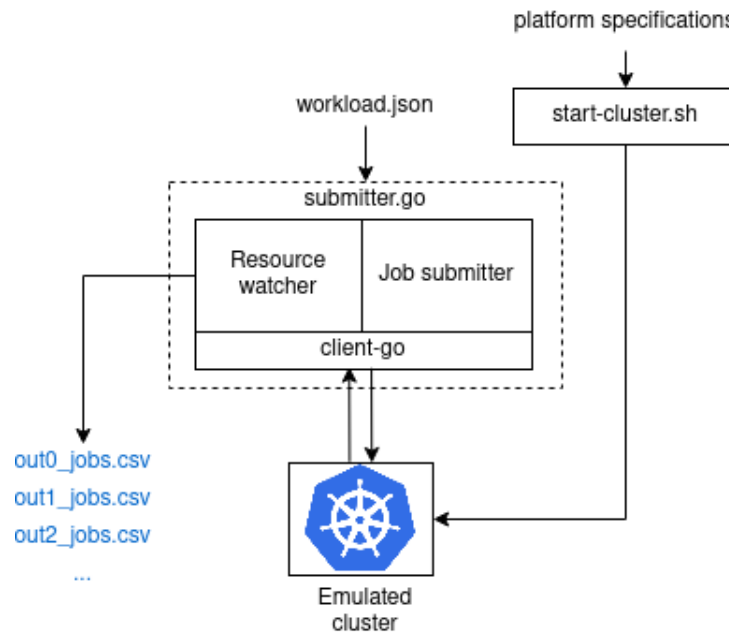 platform specifications
start-cluster.sh
workload.json
submitter.go
Resource
watcher
Job submitter
client-go
out0_jobs.csv
out1_jobs.csv
out2_jobs.csv
...
Emulated
cluster